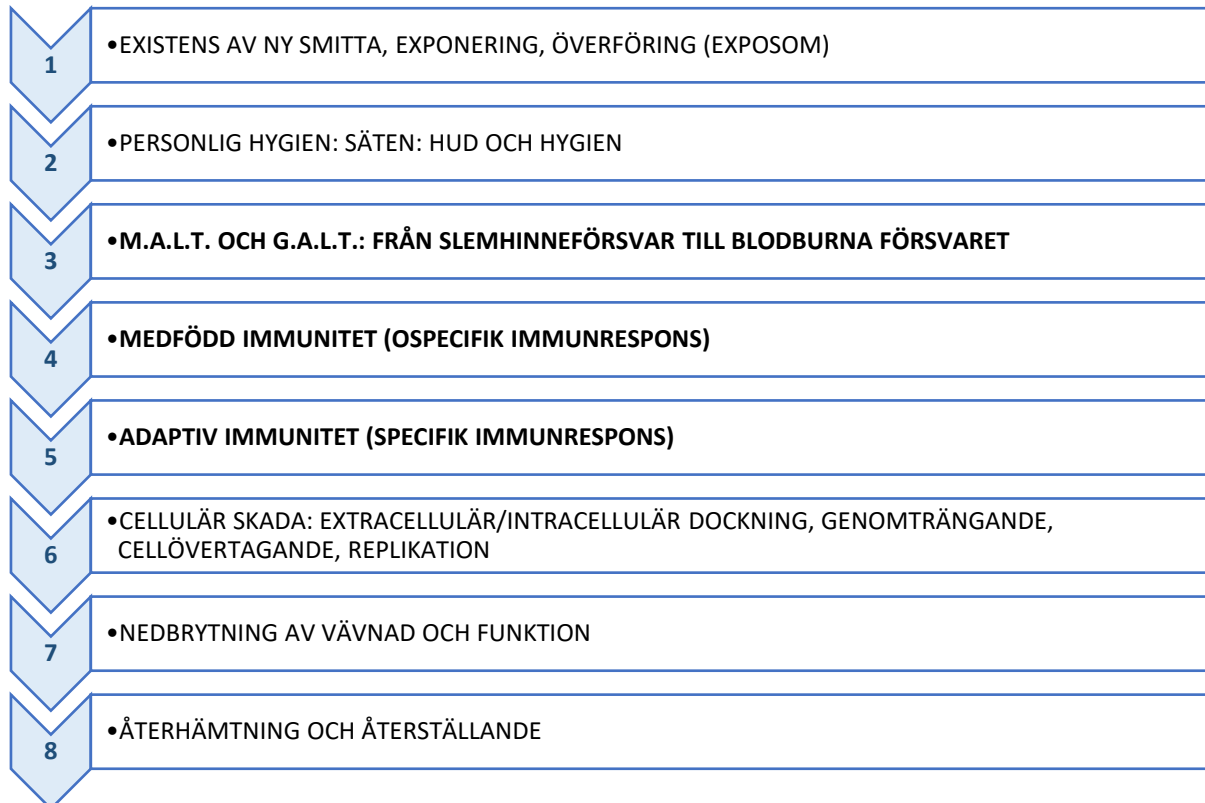 1
•EXISTENS AV NY SMITTA, EXPONERING, ÖVERFÖRING (EXPOSOM)
2
•PERSONLIG HYGIEN: SÄTEN: HUD OCH HYGIEN
3
•M.A.L.T. OCH G.A.L.T.: FRÅN SLEMHINNEFÖRSVAR TILL BLODBURNA FÖRSVARET
4
•MEDFÖDD IMMUNITET (OSPECIFIK IMMUNRESPONS)
5
•ADAPTIV IMMUNITET (SPECIFIK IMMUNRESPONS)
6
•CELLULÄR SKADA: EXTRACELLULÄR/INTRACELLULÄR DOCKNING, GENOMTRÄNGANDE,
CELLÖVERTAGANDE, REPLIKATION
7
•NEDBRYTNING AV VÄVNAD OCH FUNKTION
8
•ÅTERHÄMTNING OCH ÅTERSTÄLLANDE